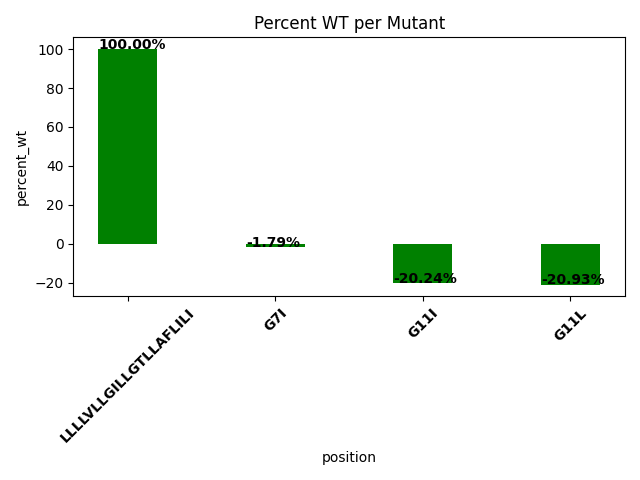 Percent WT per Mutant
percent_wt
100
80
60
40
20
0
−20
100.00%
-1.79%
-20.24%
-20.93%
LLLLVLLGILLGTLLAFLILI
G7I
G11I
G11L
position